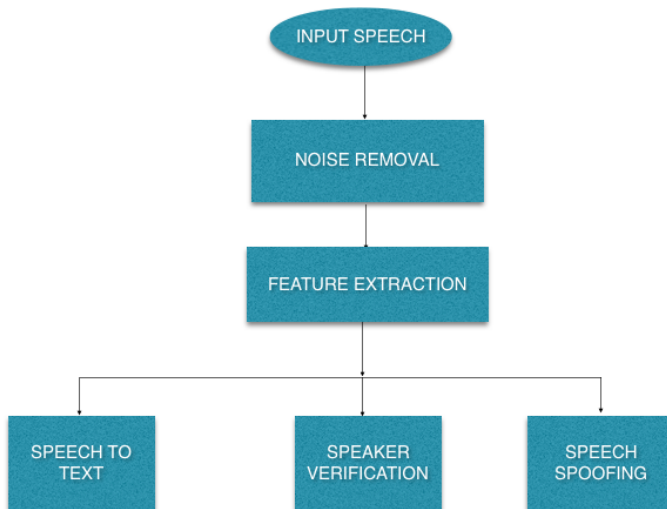 INPUT SPEECH
NOISE REMOVAL
FEATURE EXTRACTION
SPEECH TO
TEXT
SPEAKER
VERIFICATION
SPEECH
SPOOFING